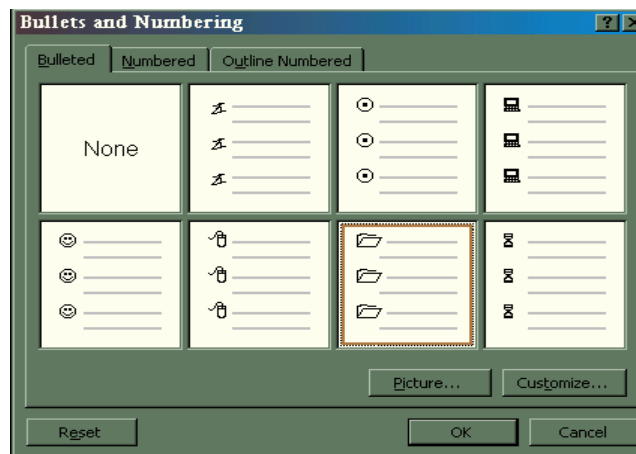 Bullets and Numbering
Bulleted Numbered Outline Numbered
None
Picture... Customize...
Reset OK Cancel